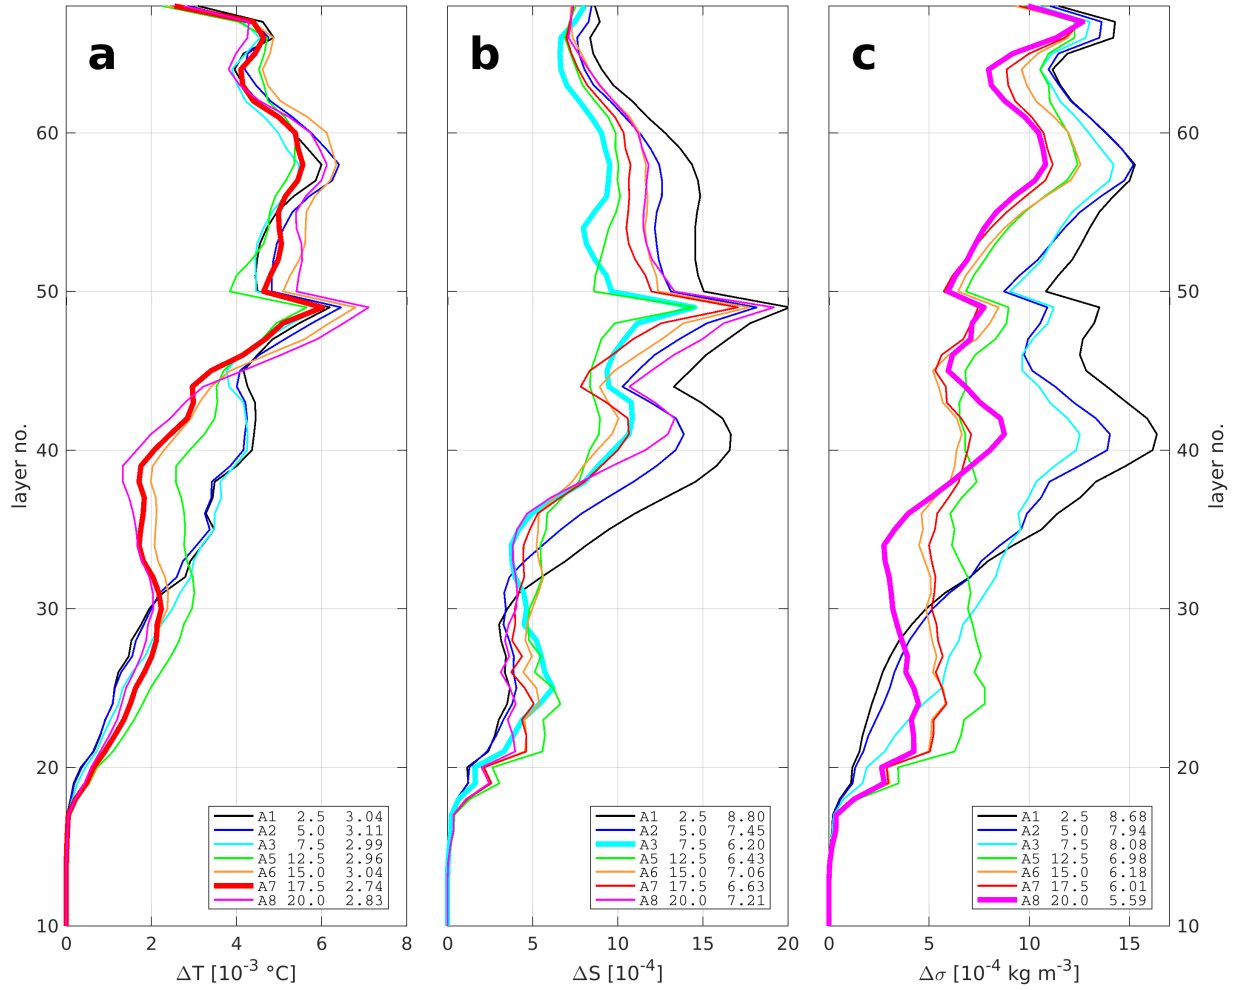 a
b
c
layer no.
60
50
40
30
20
10
A1 2.5 3.04
A2 5.0 3.11
A3 7.5 2.99
A5 12.5 2.96
A6 15.0 3.04
A7 17.5 2.74
A8 20.0 2.83
0 2 4 6 8
ΔT [10-3 °C]
A1 2.5 8.80
A2 5.0 7.45
A3 7.5 6.20
A5 12.5 6.43
A6 15.0 7.06
A7 17.5 6.63
A8 20.0 7.21
0 5 10 15 20
ΔS [10-4]
A1 2.5 8.68
A2 5.0 7.94
A3 7.5 8.08
A5 12.5 6.98
A6 15.0 6.18
A7 17.5 6.01
A8 20.0 5.59
0 5 10 15
Δσ [10-4 kg m-3]
60
50
40
30
20
10
layer no.